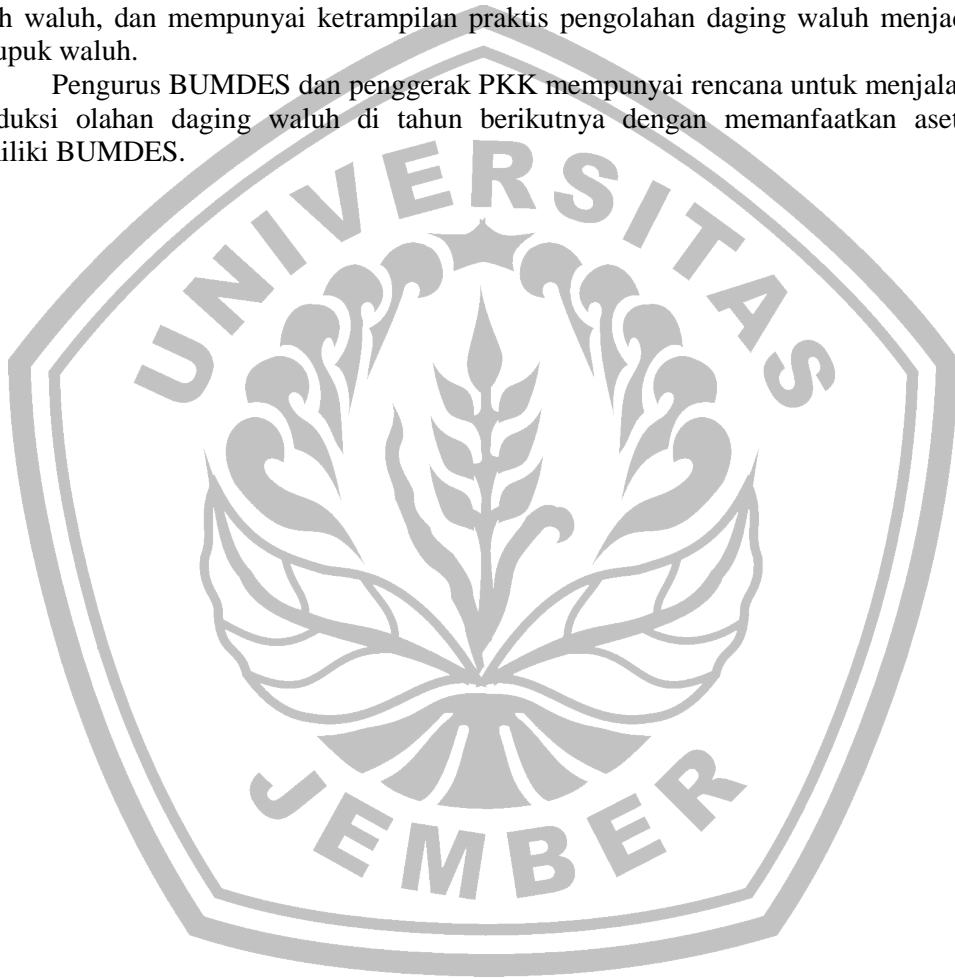 h waluh, dan mempunyai ketrampilan praktis pengolahan daging waluh menja
upuk waluh.
Pengurus BUMDES dan penggerak PKK mempunyai rencana untuk menjala
duksi olahan daging waluh di tahun berikutnya dengan memanfaatkan aset
iliki BUMDES.
UNIVERSITAS
JEMBER